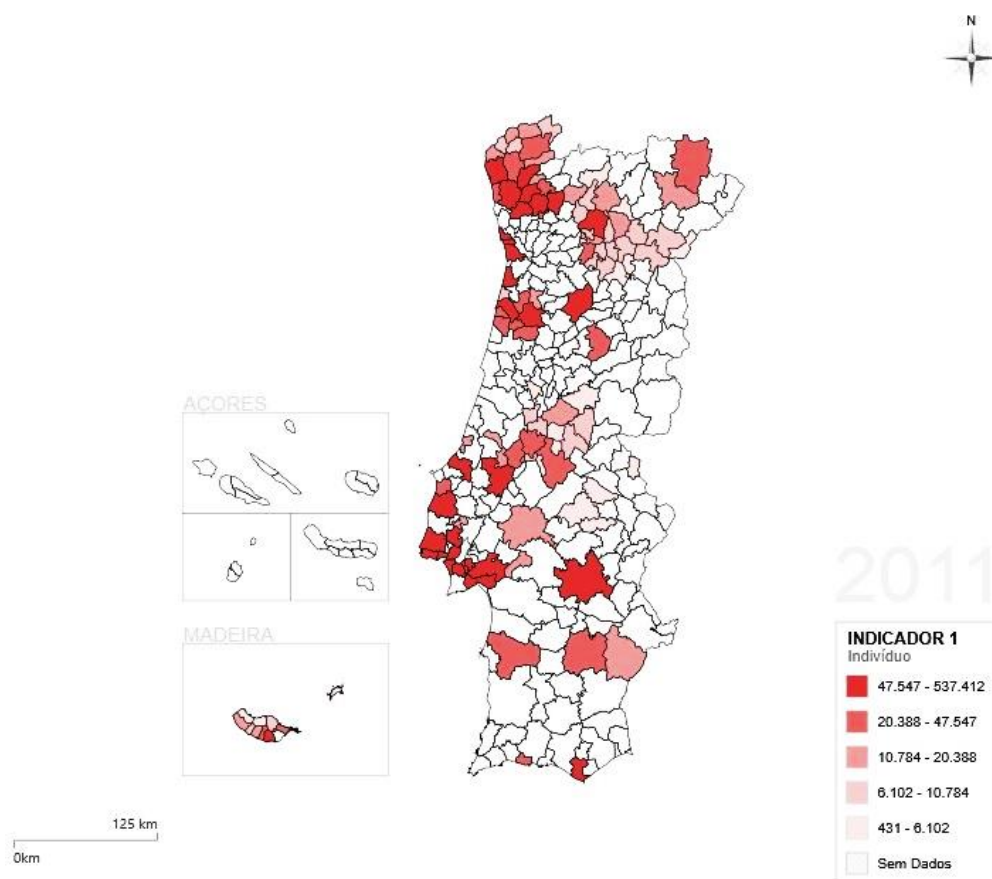 N
AÇORES
MADEIRA
2011
INDICADOR 1
Indivíduo
47.547 - 537.412
20.388 - 47.547
10.784 - 20.388
6.102 - 10.784
431 - 6.102
Sem Dados
125 km
0km